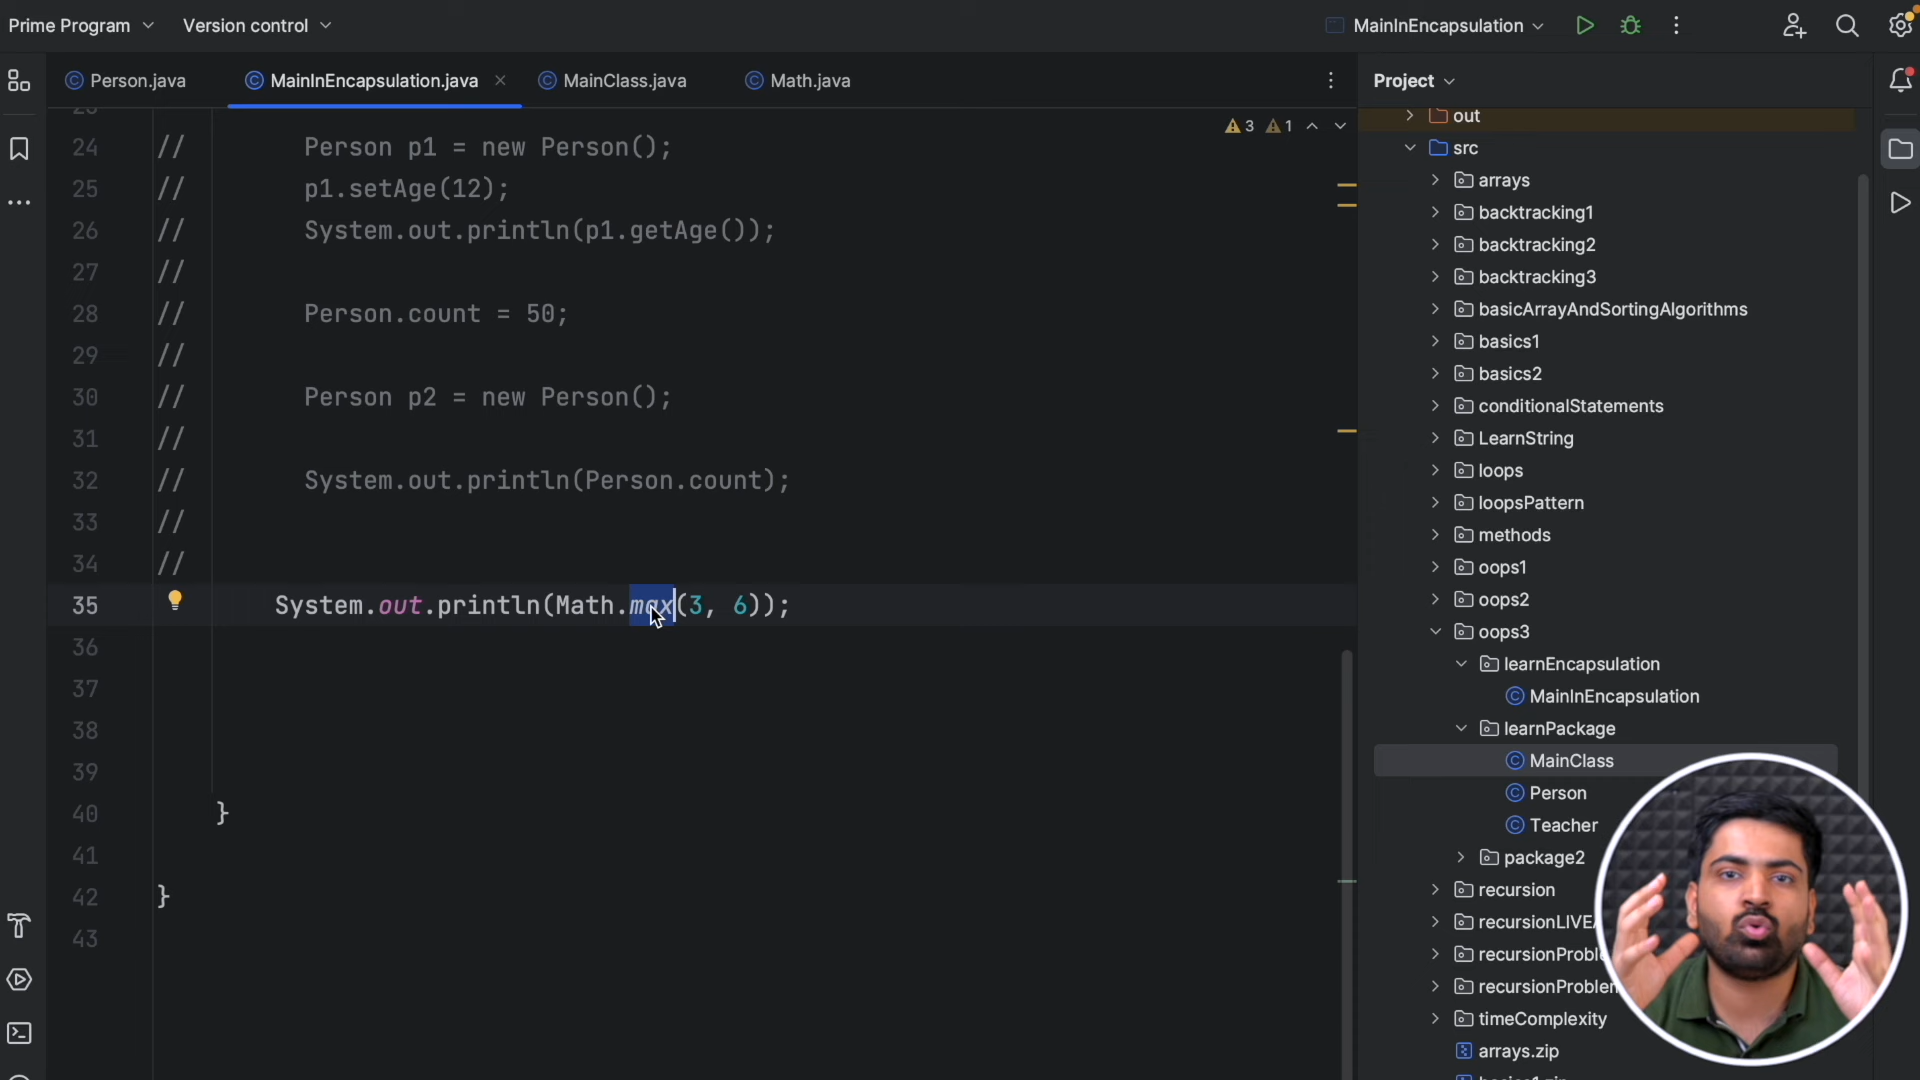 Prime Program Version control MainInEncapsulation
Person.java MainInEncapsulation.java MainClass.java Math.java Project
3 1
24 // Person p1 = new Person();
25 // p1.setAge(12);
26 // System.out.println(p1.getAge());
27 //
28 // Person.count = 50;
29 //
30 // Person p2 = new Person();
31 //
32 // System.out.println(Person.count);
33 //
34 //
35 System.out.println(Math.max(3, 6));
36
37
38
39
40 }
41
42 }
43
out
src
arrays
backtracking1
backtracking2
backtracking3
basicArrayAndSortingAlgorithms
basics1
basics2
conditionalStatements
LearnString
loops
loopsPattern
methods
oops1
oops2
oops3
learnEncapsulation
MainInEncapsulation
learnPackage
MainClass
Person
Teacher
package2
recursion
timeComplexity
arrays.zip